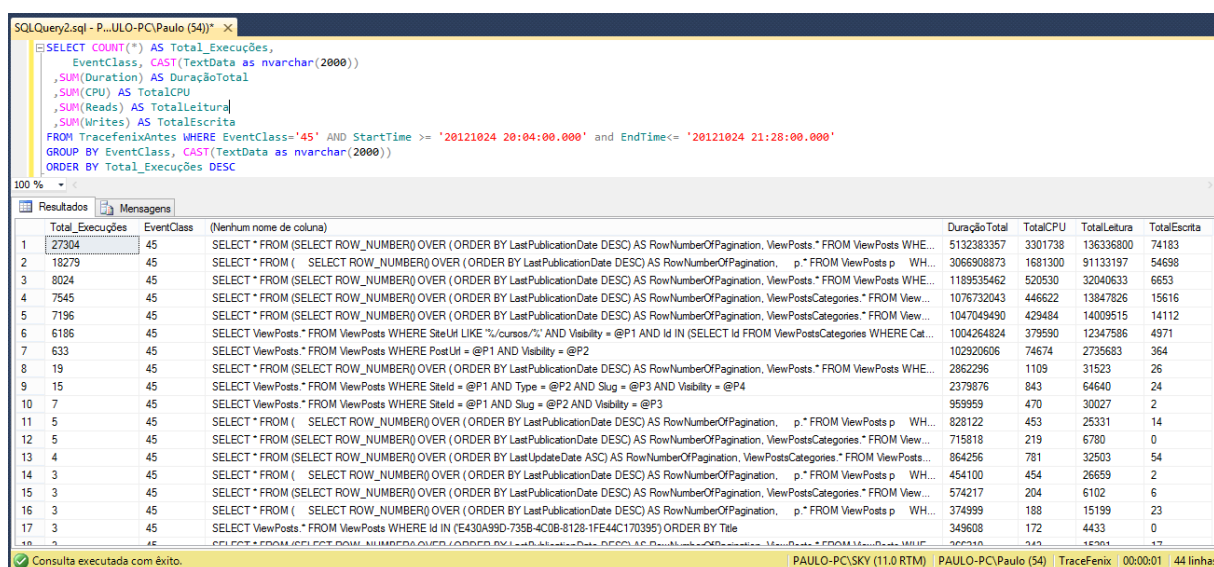 SQLQuery2.sql - P...ULO-PC\Paulo (54))* ×
SELECT COUNT(*) AS Total_Execuções,
EventClass, CAST(TextData as nvarchar(2000))
,SUM(Duration) AS DuraçãoTotal
,SUM(CPU) AS TotalCPU
,SUM(Reads) AS TotalLeitura
,SUM(Writes) AS TotalEscrita
FROM TracefenixAntes WHERE EventClass='45' AND StartTime >= '20121024 20:04:00.000' and EndTime<= '20121024 21:28:00.000'
GROUP BY EventClass, CAST(TextData as nvarchar(2000))
ORDER BY Total_Execuções DESC
100 %
Resultados Mensagens
Total_Execuções EventClass (Nenhum nome de coluna) DuraçãoTotal TotalCPU TotalLeitura TotalEscrita
1 27304 45 SELECT * FROM (SELECT ROW_NUMBER() OVER ( ORDER BY LastPublicationDate DESC) AS RowNumberOfPagination, ViewPosts.* FROM ViewPosts WHE... 5132383357 3301738 136336800 74183
2 18279 45 SELECT * FROM ( SELECT ROW_NUMBER() OVER ( ORDER BY LastPublicationDate DESC) AS RowNumberOfPagination, p.* FROM ViewPosts p WH... 3066908873 1681300 91133197 54698
3 8024 45 SELECT * FROM (SELECT ROW_NUMBER() OVER ( ORDER BY LastPublicationDate DESC) AS RowNumberOfPagination, ViewPosts.* FROM ViewPosts WHE... 1189535462 520530 32040633 6653
4 7545 45 SELECT * FROM (SELECT ROW_NUMBER() OVER ( ORDER BY LastPublicationDate DESC) AS RowNumberOfPagination, ViewPostsCategories.* FROM View... 1076732043 446622 13847826 15616
5 7196 45 SELECT * FROM (SELECT ROW_NUMBER() OVER ( ORDER BY LastPublicationDate DESC) AS RowNumberOfPagination, ViewPostsCategories.* FROM View... 1047049490 429484 14009515 14112
6 6186 45 SELECT ViewPosts.* FROM ViewPosts WHERE SiteUrl LIKE '%/cursos/%' AND Visibility = @P1 AND Id IN (SELECT Id FROM ViewPostsCategories WHERE Cat... 1004264824 379590 12347586 4971
7 633 45 SELECT ViewPosts.* FROM ViewPosts WHERE PostUrl = @P1 AND Visibility = @P2 102920606 74674 2735683 364
8 19 45 SELECT * FROM (SELECT ROW_NUMBER() OVER ( ORDER BY LastPublicationDate DESC) AS RowNumberOfPagination, ViewPosts.* FROM ViewPosts WHE... 2862296 1109 31523 26
9 15 45 SELECT ViewPosts.* FROM ViewPosts WHERE SiteId = @P1 AND Type = @P2 AND Slug = @P3 AND Visibility = @P4 2379876 843 64640 24
10 7 45 SELECT ViewPosts.* FROM ViewPosts WHERE SiteId = @P1 AND Slug = @P2 AND Visibility = @P3 959959 470 30027 2
11 5 45 SELECT * FROM ( SELECT ROW_NUMBER() OVER ( ORDER BY LastPublicationDate DESC) AS RowNumberOfPagination, p.* FROM ViewPosts p WH... 828122 453 25331 14
12 5 45 SELECT * FROM (SELECT ROW_NUMBER() OVER ( ORDER BY LastPublicationDate DESC) AS RowNumberOfPagination, ViewPostsCategories.* FROM View... 715818 219 6780 0
13 4 45 SELECT * FROM (SELECT ROW_NUMBER() OVER ( ORDER BY LastUpdateDate ASC) AS RowNumberOfPagination, ViewPostsCategories.* FROM ViewPosts... 864256 781 32503 54
14 3 45 SELECT * FROM ( SELECT ROW_NUMBER() OVER ( ORDER BY LastPublicationDate DESC) AS RowNumberOfPagination, p.* FROM ViewPosts p WH... 454100 454 26659 2
15 3 45 SELECT * FROM (SELECT ROW_NUMBER() OVER ( ORDER BY LastPublicationDate DESC) AS RowNumberOfPagination, ViewPostsCategories.* FROM View... 574217 204 6102 6
16 3 45 SELECT * FROM ( SELECT ROW_NUMBER() OVER ( ORDER BY LastPublicationDate DESC) AS RowNumberOfPagination, p.* FROM ViewPosts p WH... 374999 188 15199 23
17 3 45 SELECT ViewPosts.* FROM ViewPosts WHERE Id IN ('E430A99D-735B-4C0B-8128-1FE44C170395') ORDER BY Title 349608 172 4433 0
Consulta executada com êxito. PAULO-PC\SKY (11.0 RTM) PAULO-PC\Paulo (54) TraceFenix 00:00:01 44 linhas